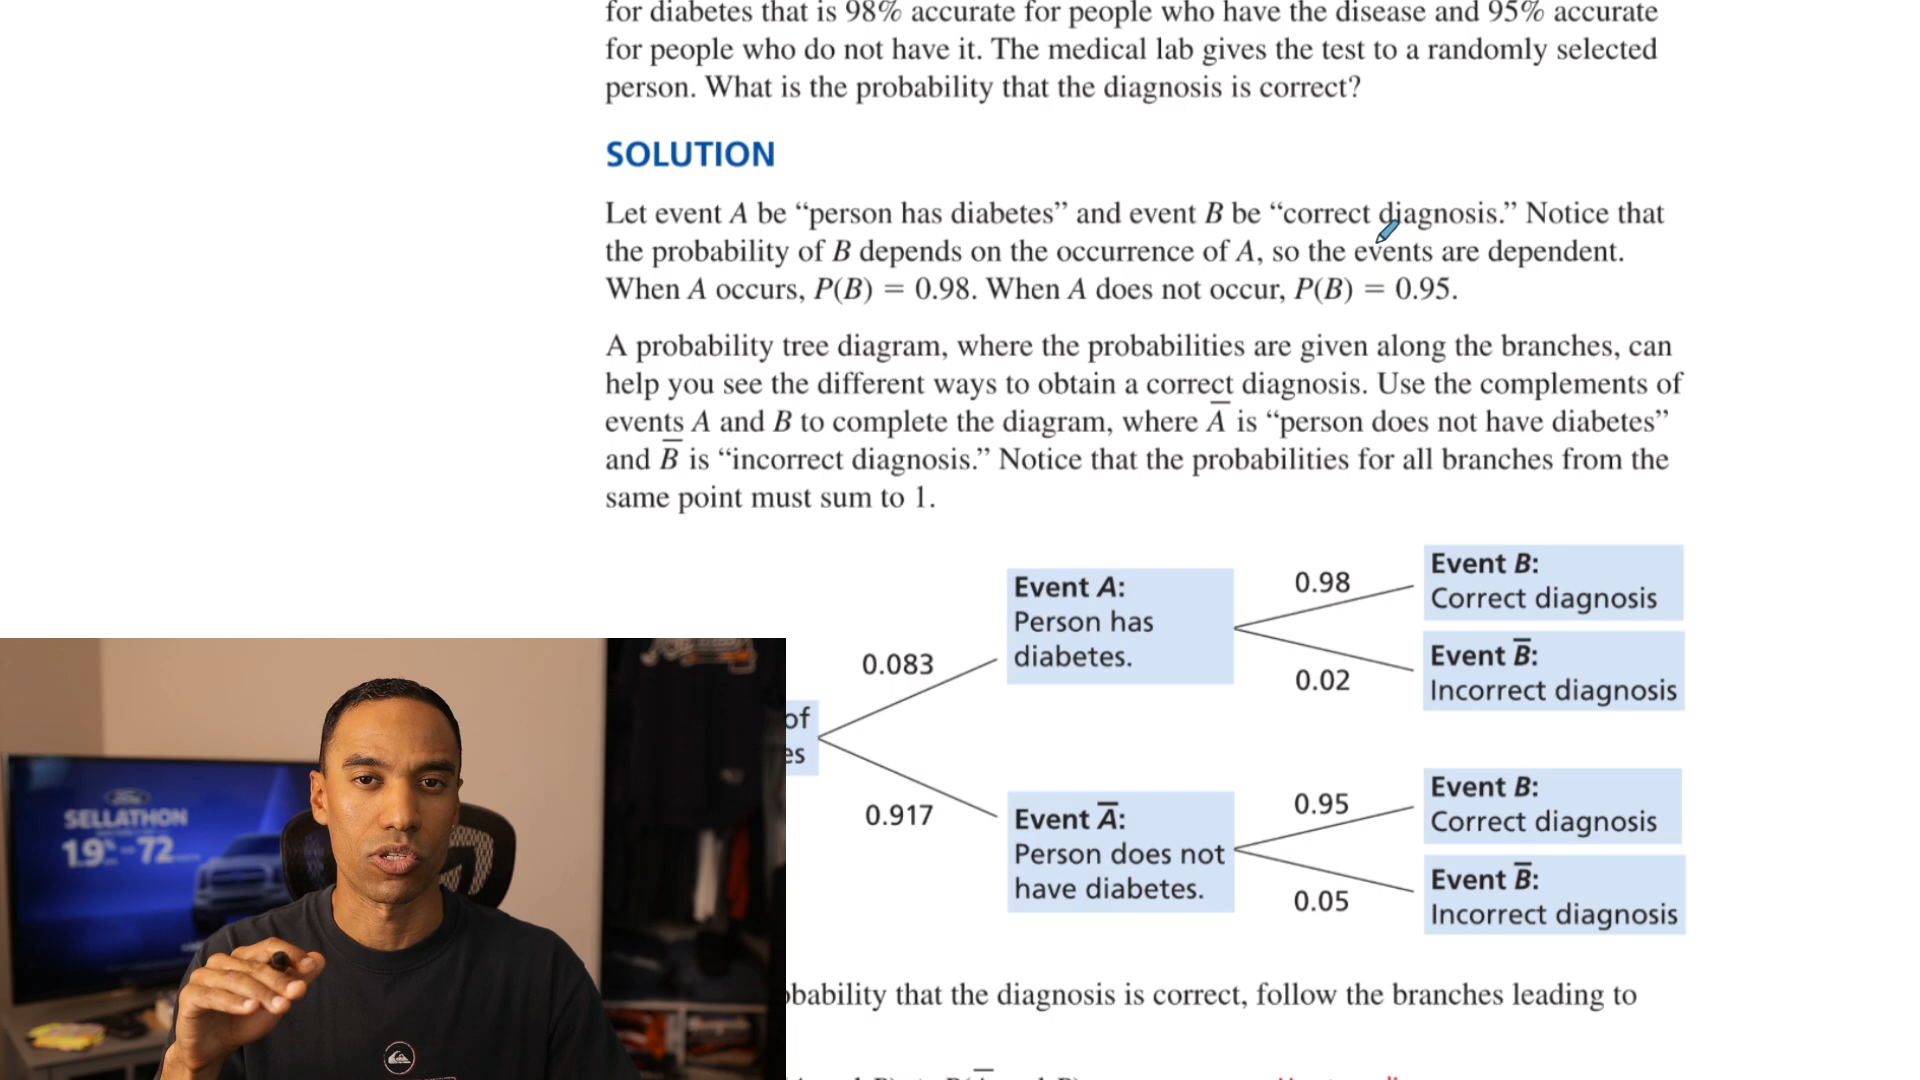 for diabetes that is 98% accurate for people who have the disease and 95% accurate
for people who do not have it. The medical lab gives the test to a randomly selected
person. What is the probability that the diagnosis is correct?
SOLUTION
Let event A be “person has diabetes” and event B be “correct diagnosis.” Notice that
the probability of B depends on the occurrence of A, so the events are dependent.
When A occurs, P(B) = 0.98. When A does not occur, P(B) = 0.95.
A probability tree diagram, where the probabilities are given along the branches, can
help you see the different ways to obtain a correct diagnosis. Use the complements of
events A and B to complete the diagram, where A̅ is “person does not have diabetes”
and B̅ is “incorrect diagnosis.” Notice that the probabilities for all branches from the
same point must sum to 1.
of
es
0.083
0.917
Event A:
Person has
diabetes.
0.98
0.02
Event B:
Correct diagnosis
Event B̅:
Incorrect diagnosis
Event A̅:
Person does not
have diabetes.
0.95
0.05
Event B:
Correct diagnosis
Event B̅:
Incorrect diagnosis
bability that the diagnosis is correct, follow the branches leading to
Ford
SELLATHON
1.9% 72